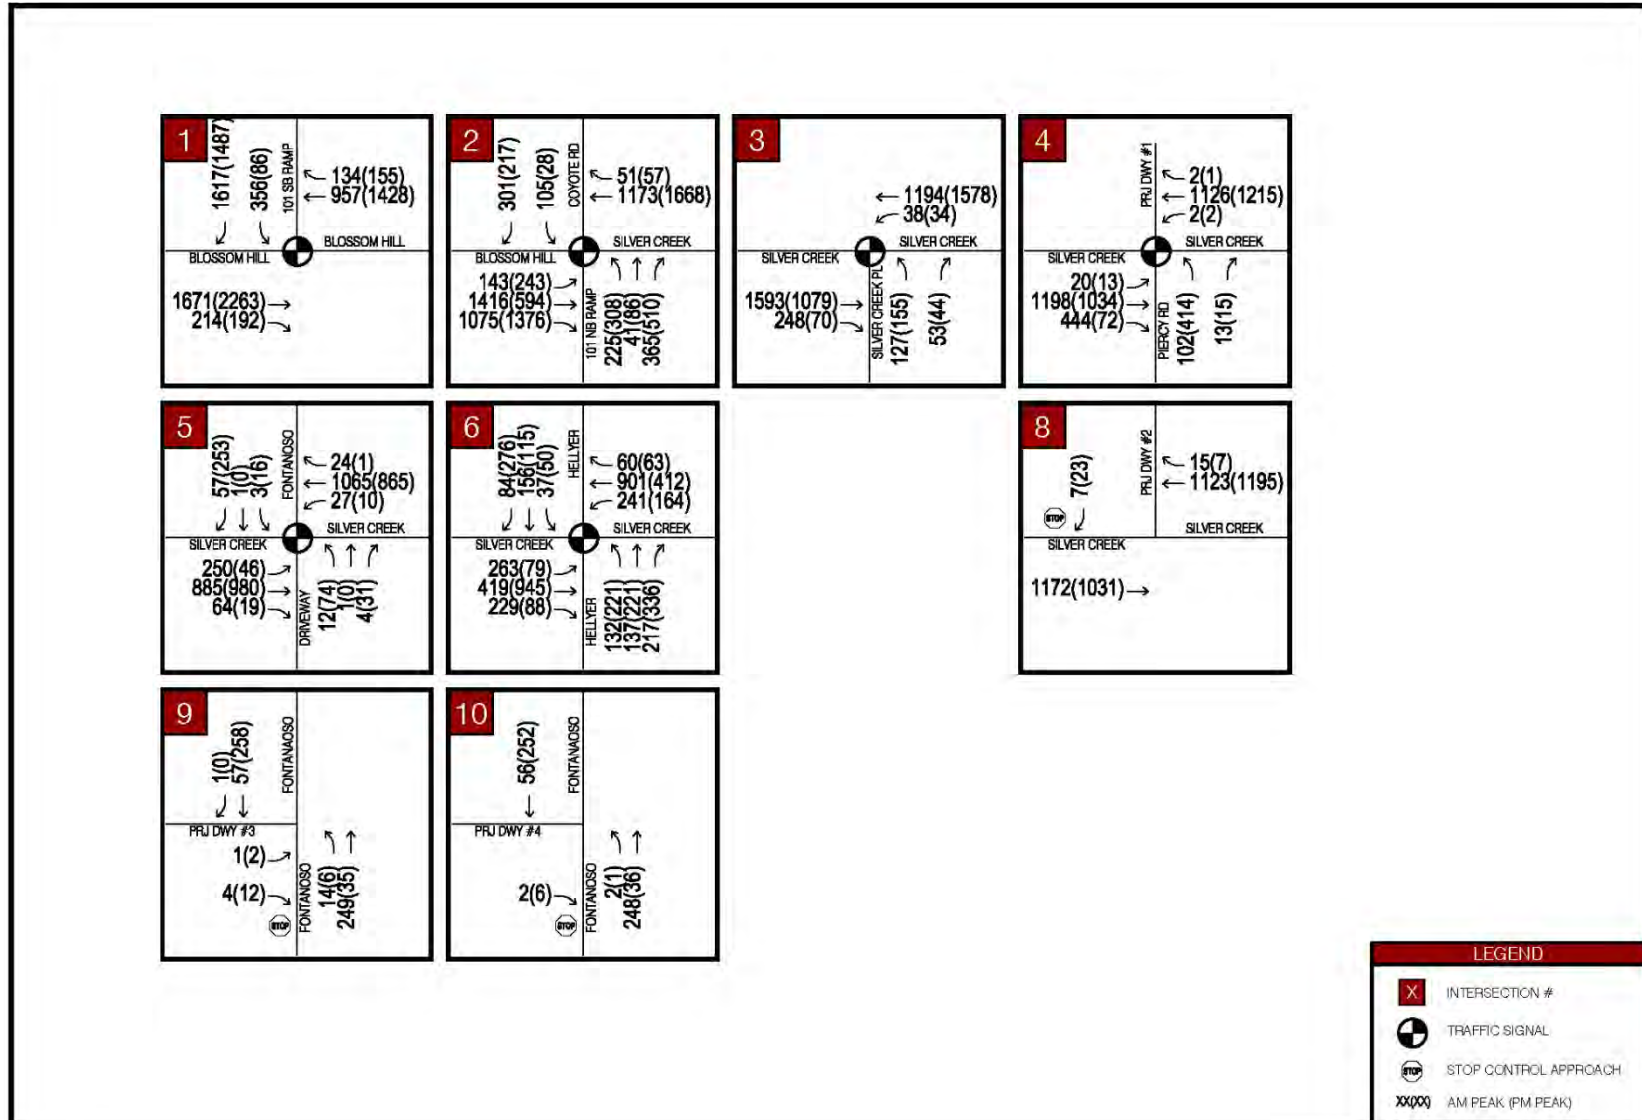 1
1617(1487)
356(86)
101 SB RAMP
134(155)
957(1428)
BLOSSOM HILL
BLOSSOM HILL
1671(2263)
214(192)
2
301(217)
105(28)
COYOTE RD
51(57)
1173(1668)
SILVER CREEK
BLOSSOM HILL
143(243)
1416(594)
1075(1376)
101 NB RAMP
225(308)
41(86)
365(510)
3
1194(1578)
38(34)
SILVER CREEK
SILVER CREEK
1593(1079)
248(70)
SILVER CREEK PL
127(155)
53(44)
4
PRJ DWY #1
2(1)
1126(1215)
2(2)
SILVER CREEK
SILVER CREEK
20(13)
1198(1034)
444(72)
PIERCY RD
102(414)
13(15)
5
57(253)
1(0)
3(16)
FONTANOSO
24(1)
1065(865)
27(10)
SILVER CREEK
SILVER CREEK
250(46)
885(980)
64(19)
DRIVEWAY
12(74)
1(0)
4(31)
6
84(276)
156(115)
37(50)
HELLYER
60(63)
901(412)
241(164)
SILVER CREEK
SILVER CREEK
263(79)
419(945)
229(88)
HELLYER
132(221)
137(221)
217(336)
8
7(23)
PRJ DWY #2
15(7)
1123(1195)
STOP
SILVER CREEK
SILVER CREEK
1172(1031)
9
1(0)
57(258)
FONTANAOSO
PRJ DWY #3
1(2)
4(12)
STOP
FONTANOSO
14(6)
249(35)
10
56(252)
FONTANAOSO
PRJ DWY #4
2(6)
STOP
FONTANOSO
2(1)
248(36)
LEGEND
X INTERSECTION #
TRAFFIC SIGNAL
STOP STOP CONTROL APPROACH
XX(XX) AM PEAK (PM PEAK)